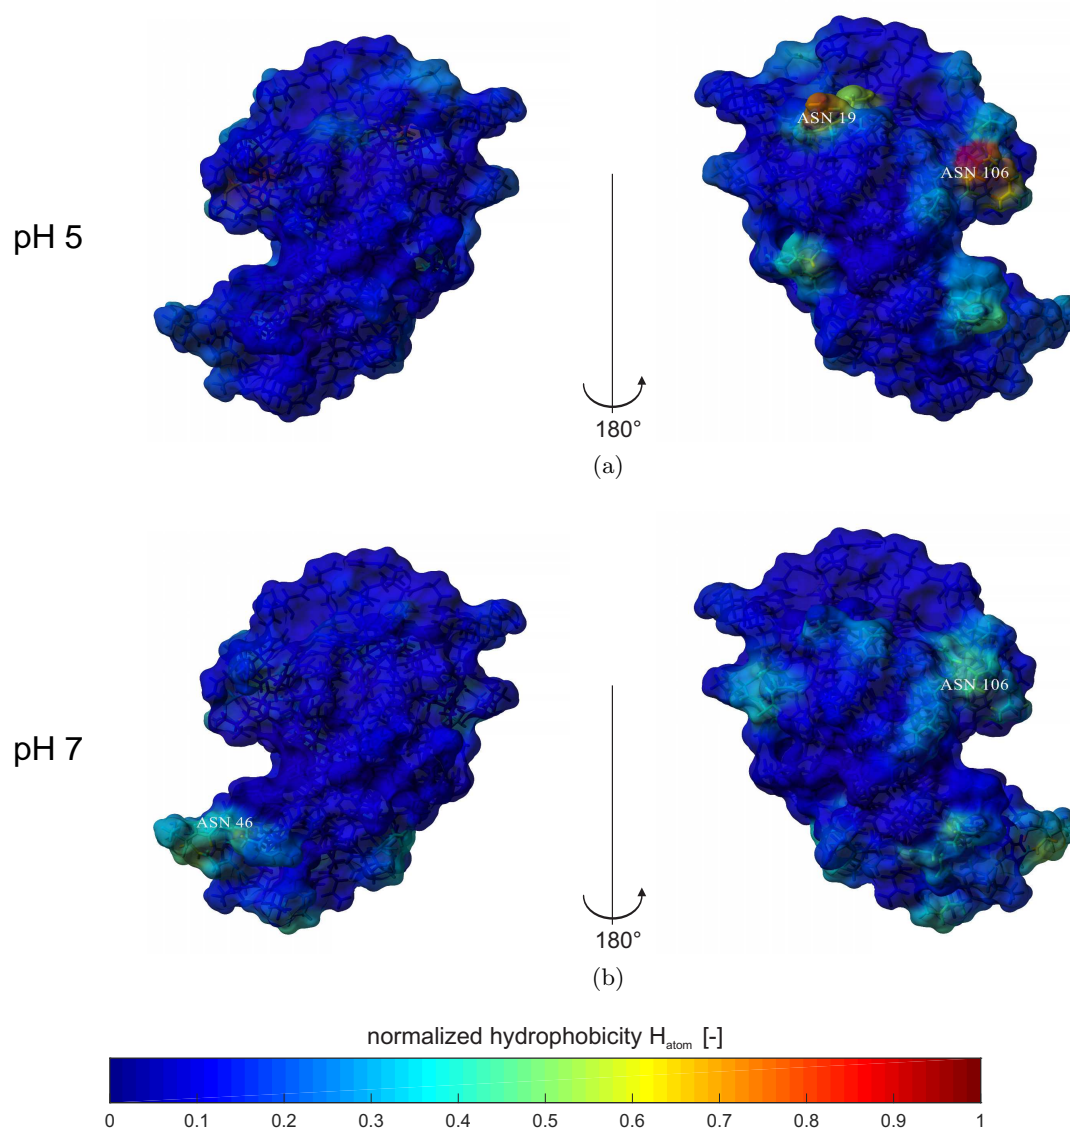 ASN 19
ASN 106
pH 5
180°
(a)
ASN 106
pH 7
ASN 46
180°
(b)
normalized hydrophobicity H_atom [-]
0 0.1 0.2 0.3 0.4 0.5 0.6 0.7 0.8 0.9 1